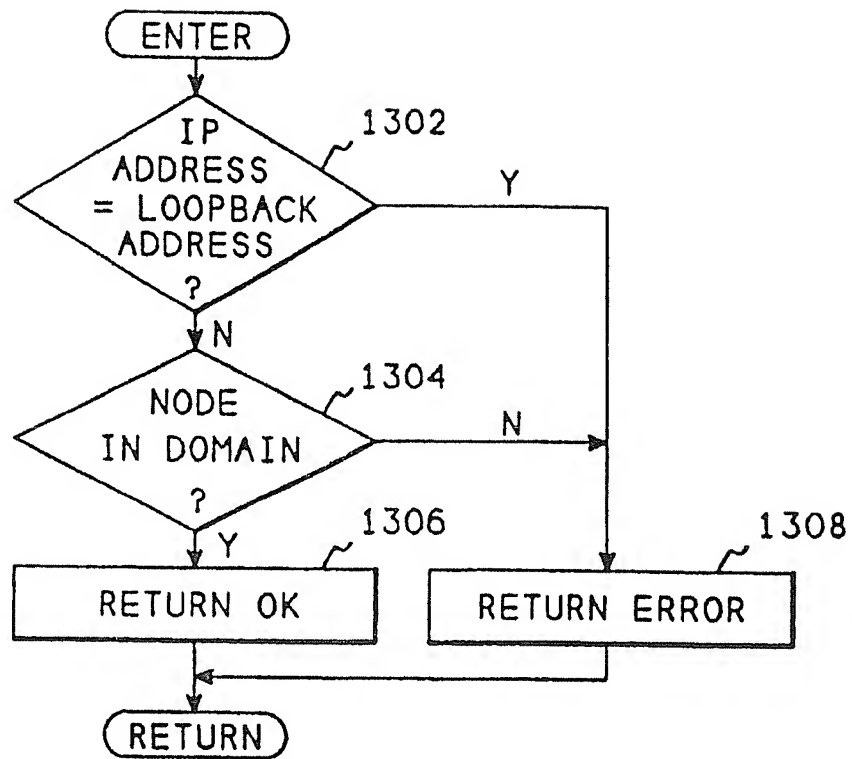 ENTER
1302
IP
ADDRESS
= LOOPBACK
ADDRESS
?
Y
N
1304
NODE
IN DOMAIN
?
N
Y
1306
RETURN OK
1308
RETURN ERROR
RETURN